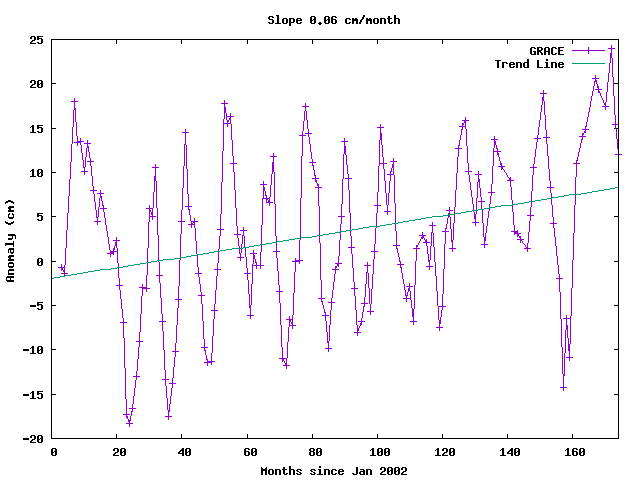 Slope 0.06 cm/month
GRACE
Trend Line
Anomaly (cm)
25
20
15
10
5
0
-5
-10
-15
-20
0 20 40 60 80 100 120 140 160
Months since Jan 2002